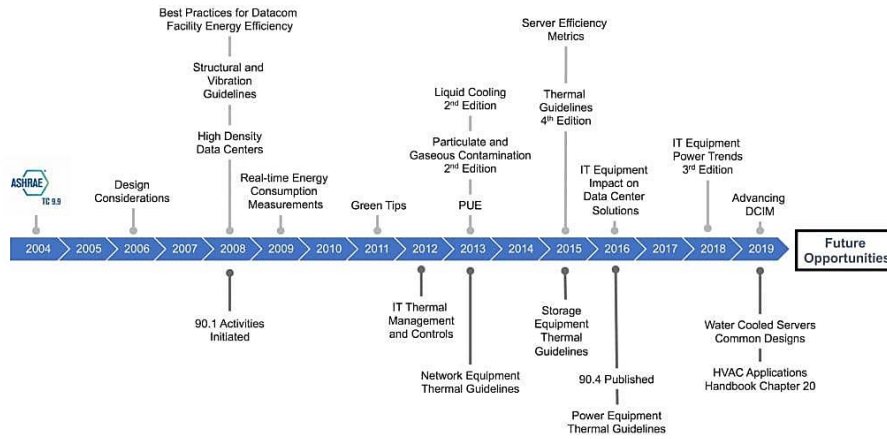 Best Practices for Datacom
Facility Energy Efficiency
Structural and
Vibration
Guidelines
High Density
Data Centers
ASHRAE
TC 9.9
Design
Considerations
Real-time Energy
Consumption
Measurements
Green Tips
Liquid Cooling
2nd Edition
Particulate and
Gaseous Contamination
2nd Edition
PUE
Server Efficiency
Metrics
Thermal
Guidelines
4th Edition
IT Equipment
Impact on
Data Center
Solutions
IT Equipment
Power Trends
3rd Edition
Advancing
DCIM
2004 2005 2006 2007 2008 2009 2010 2011 2012 2013 2014 2015 2016 2017 2018 2019
Future
Opportunities
90.1 Activities
Initiated
IT Thermal
Management
and Controls
Network Equipment
Thermal Guidelines
Storage
Equipment
Thermal
Guidelines
90.4 Published
Power Equipment
Thermal Guidelines
Water Cooled Servers
Common Designs
HVAC Applications
Handbook Chapter 20